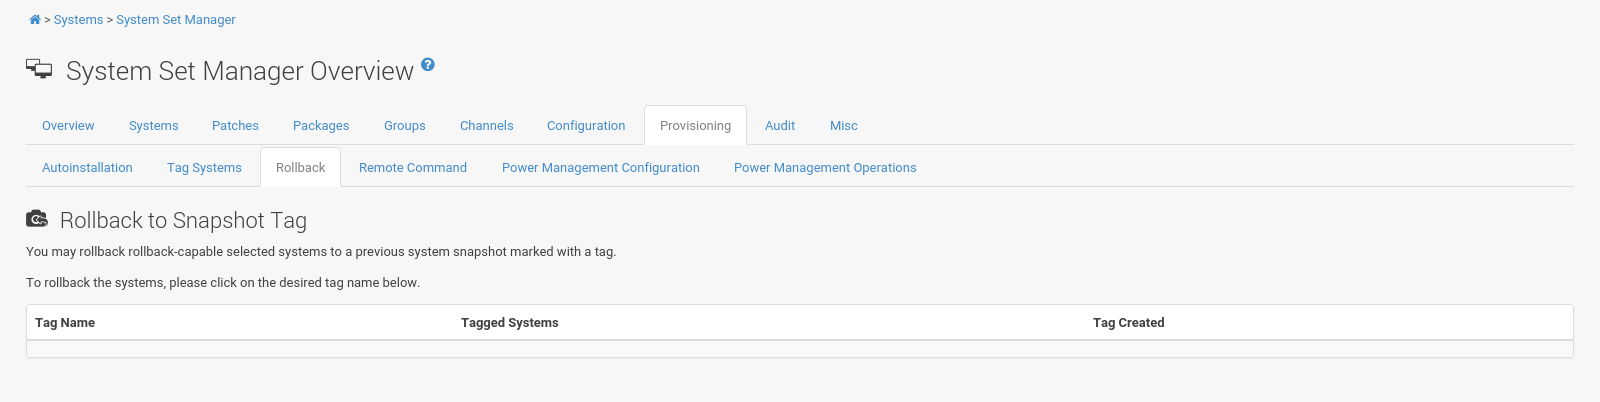 > Systems > System Set Manager
System Set Manager Overview ?
Overview Systems Patches Packages Groups Channels Configuration Provisioning Audit Misc
Autoinstallation Tag Systems Rollback Remote Command Power Management Configuration Power Management Operations
Rollback to Snapshot Tag
You may rollback rollback-capable selected systems to a previous system snapshot marked with a tag.
To rollback the systems, please click on the desired tag name below.
Tag Name Tagged Systems Tag Created